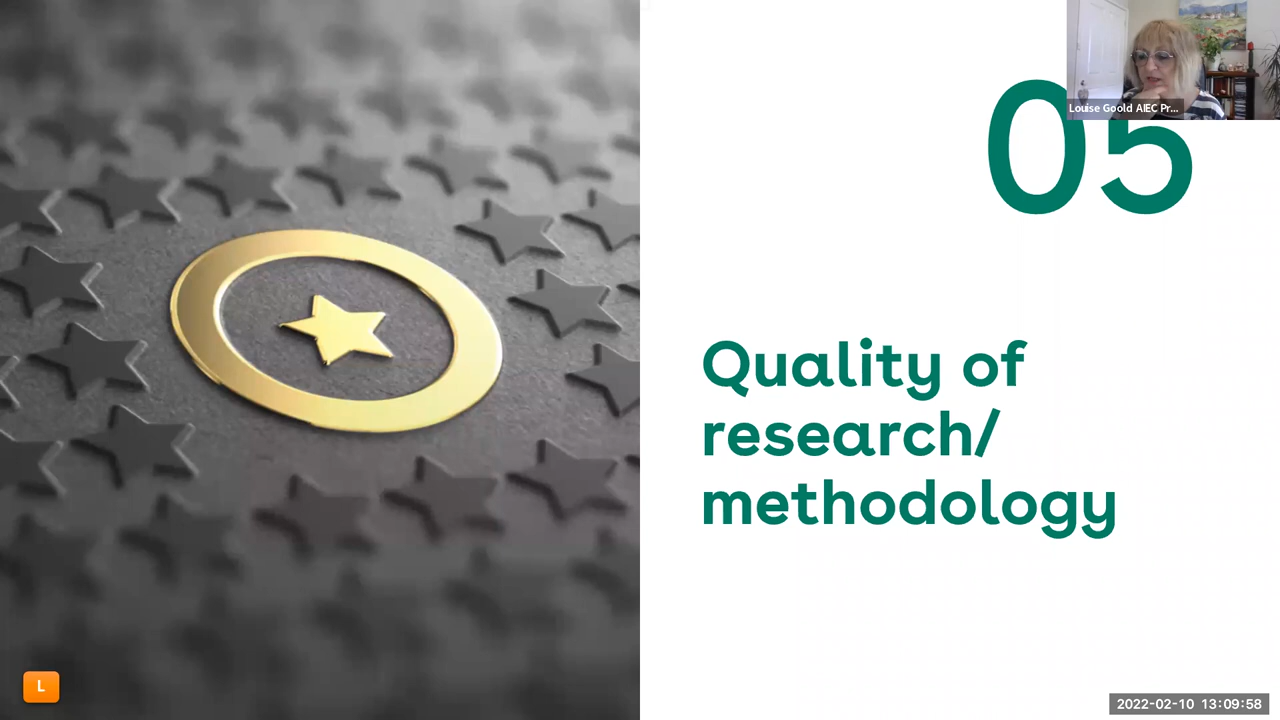 05
Louise Goold AIEC Pr...
Quality of
research/
methodology
L
2022-02-10 13:09:58